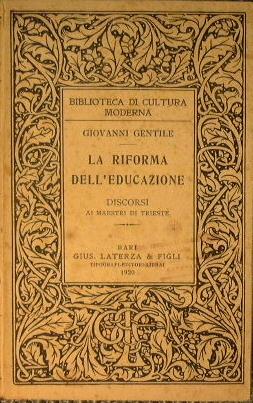 BIBLIOTECA DI CULTURA
MODERNA
GIOVANNI GENTILE
LA RIFORMA
DELL'EDUCAZIONE
DISCORSI
AI MAESTRI DI TRIESTE
BARI
GIUS. LATERZA & FIGLI
TIPOGRAFI-EDITORI-LIBRAI
1920